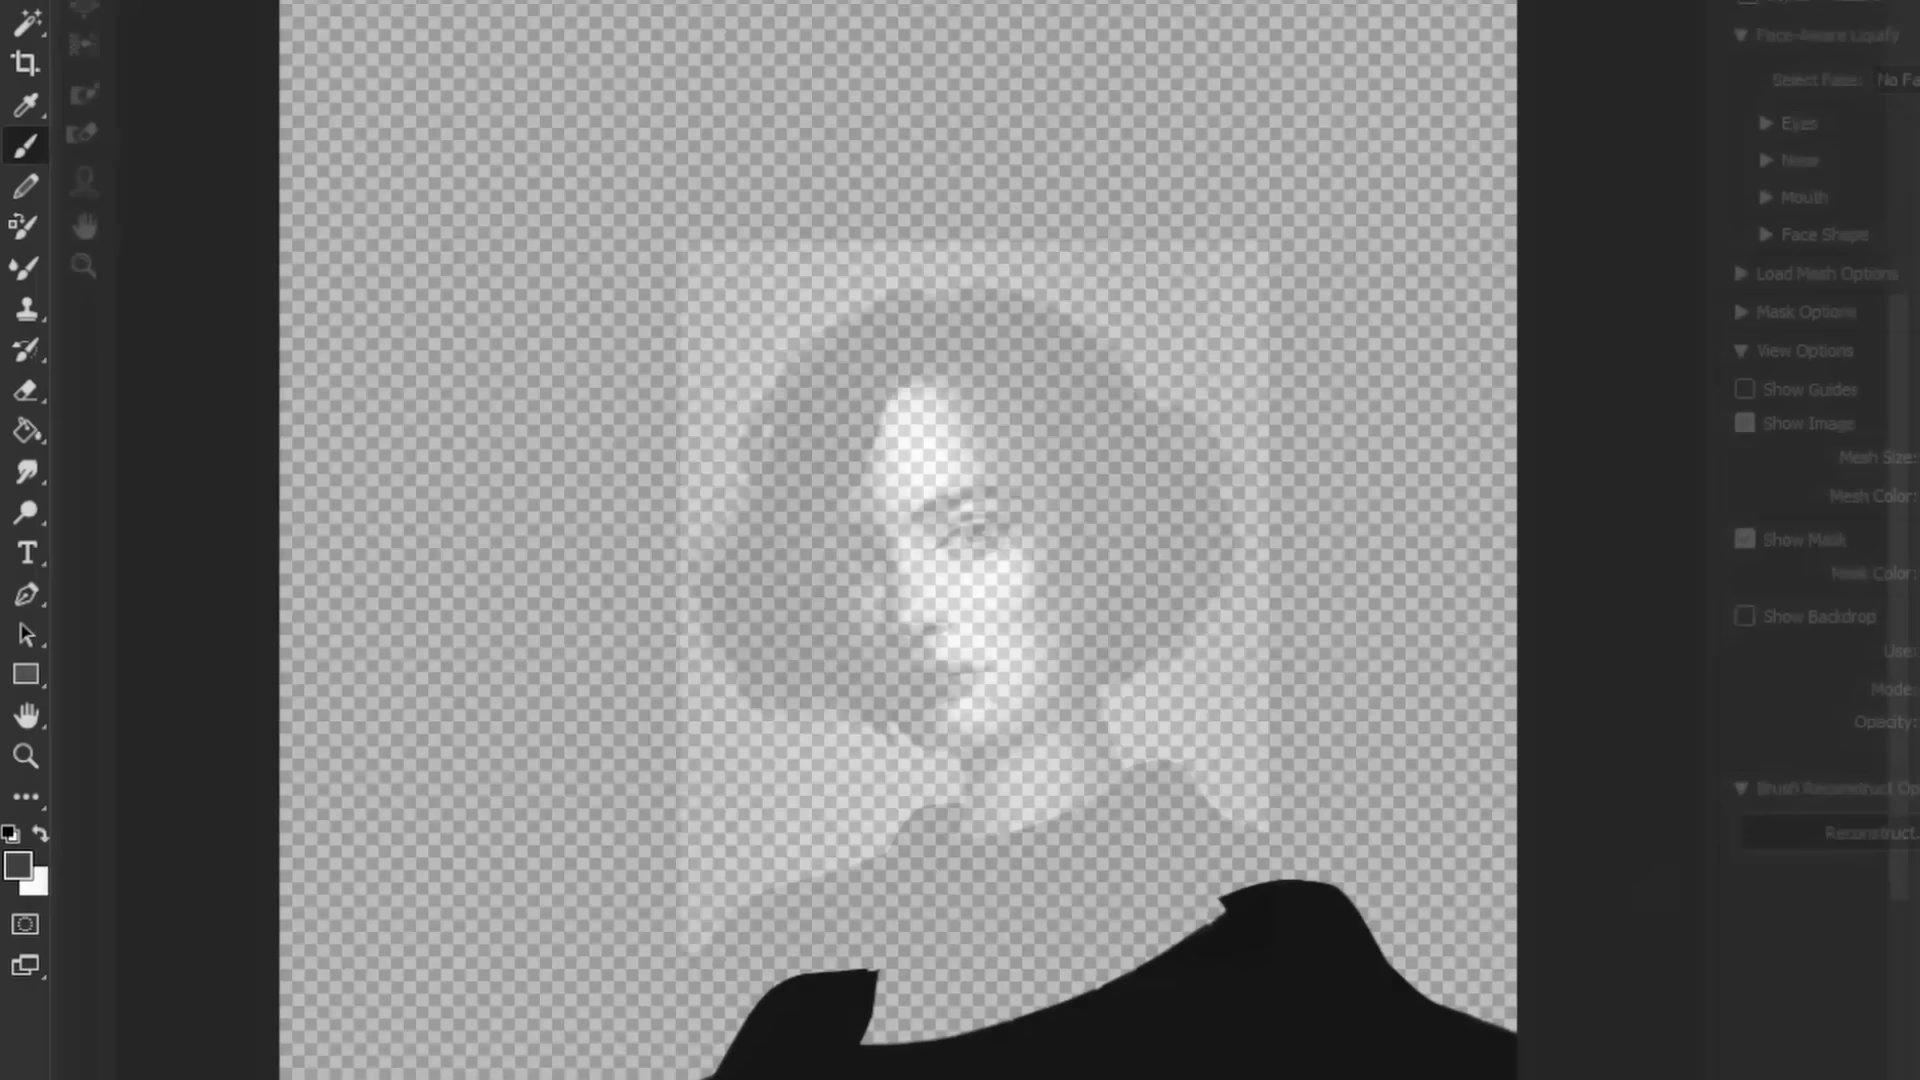 Face-Aware Liquify
Select Face: No Fa
Eyes
Nose
Mouth
Face Shape
Load Mesh Options
Mask Options
View Options
Show Guides
Show Image
Mesh Size:
Mesh Color:
Show Mask
Mask Color:
Show Backdrop
Use:
Mode:
Opacity:
Brush Reconstruct Op
Reconstruct.
T